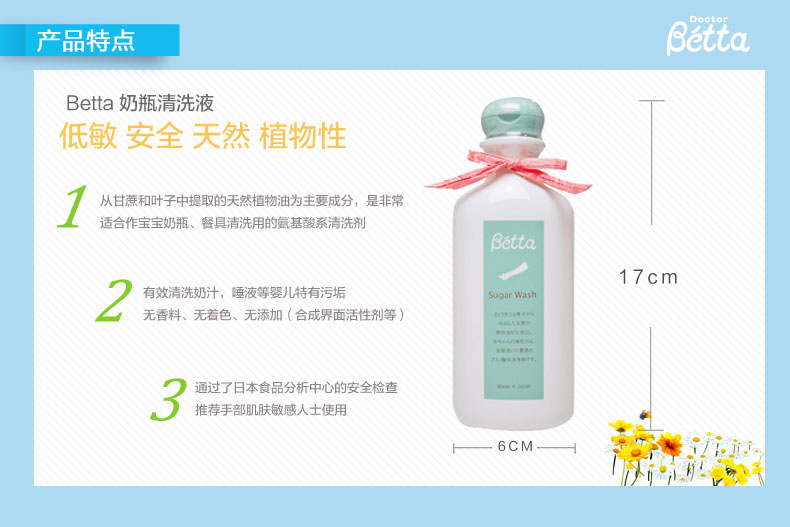 产品特点
Doctor
Bétta
Betta 奶瓶清洗液
低敏 安全 天然 植物性
1
从甘蔗和叶子中提取的天然植物油为主要成分，是非常
适合作宝宝奶瓶、餐具清洗用的氨基酸系清洗剂
2
有效清洗奶汁，唾液等婴儿特有污垢
无香料、无着色、无添加（合成界面活性剂等）
3
通过了日本食品分析中心的安全检查
推荐手部肌肤敏感人士使用
Bétta
Sugar Wash
Made in Japan
17cm
6CM